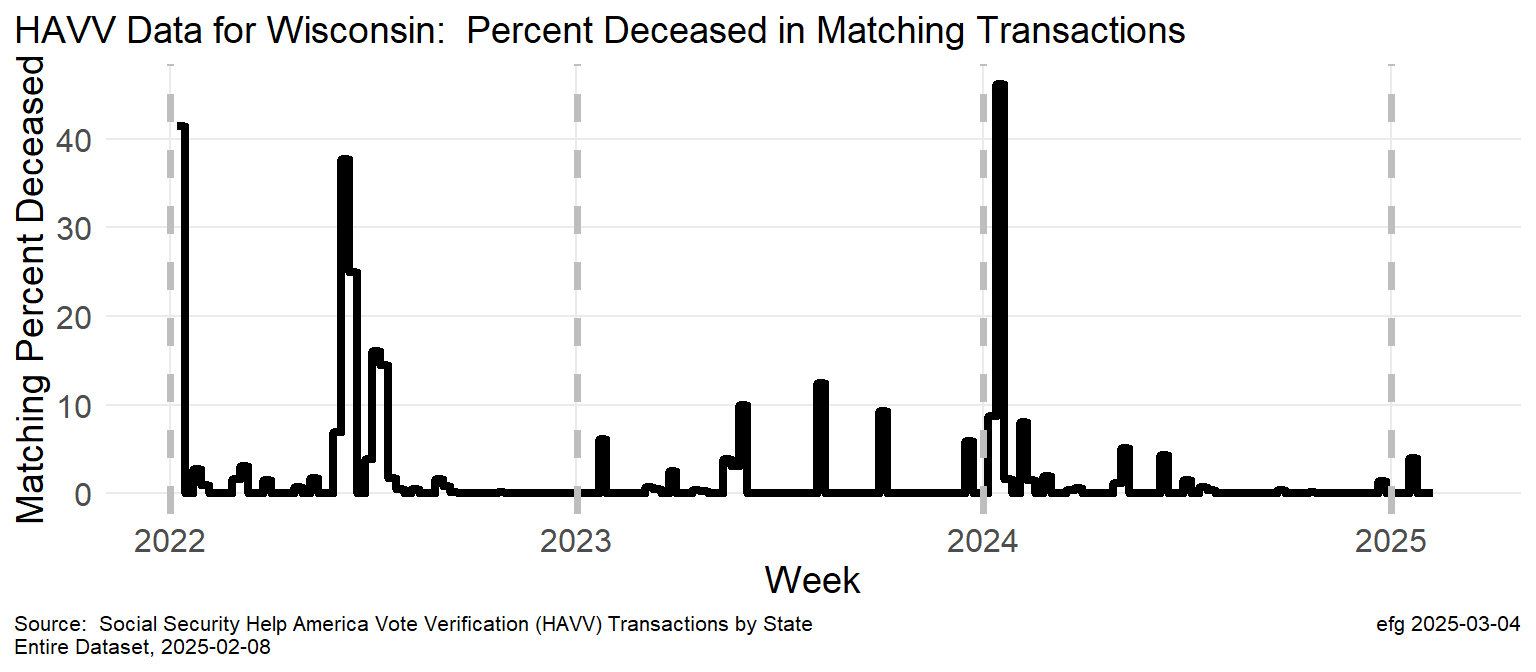 HAVV Data for Wisconsin:  Percent Deceased in Matching Transactions
Matching Percent Deceased
40
30
20
10
0
2022
2023
2024
2025
Week
Source:  Social Security Help America Vote Verification (HAVV) Transactions by State
Entire Dataset, 2025-02-08
efg 2025-03-04